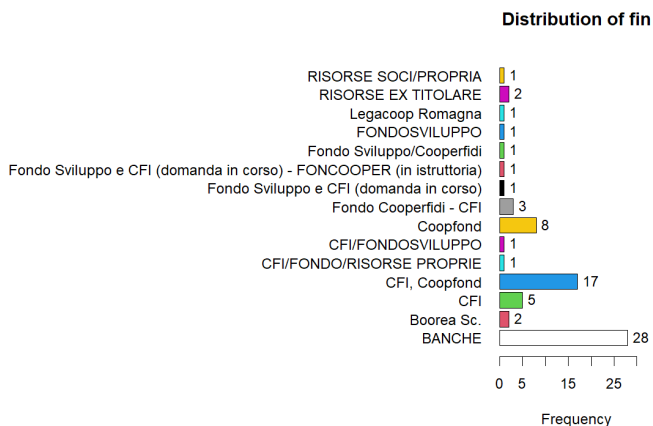 Distribution of fin
RISORSE SOCI/PROPRIA 1
RISORSE EX TITOLARE 2
Legacoop Romagna 1
FONDOSVILUPPO 1
Fondo Sviluppo/Cooperfidi 1
Fondo Sviluppo e CFI (domanda in corso) - FONCOOPER (in istruttoria) 1
Fondo Sviluppo e CFI (domanda in corso) 1
Fondo Cooperfidi - CFI 3
Coopfond 8
CFI/FONDOSVILUPPO 1
CFI/FONDO/RISORSE PROPRIE 1
CFI, Coopfond 17
CFI 5
Boorea Sc. 2
BANCHE 28
0 5 15 25
Frequency